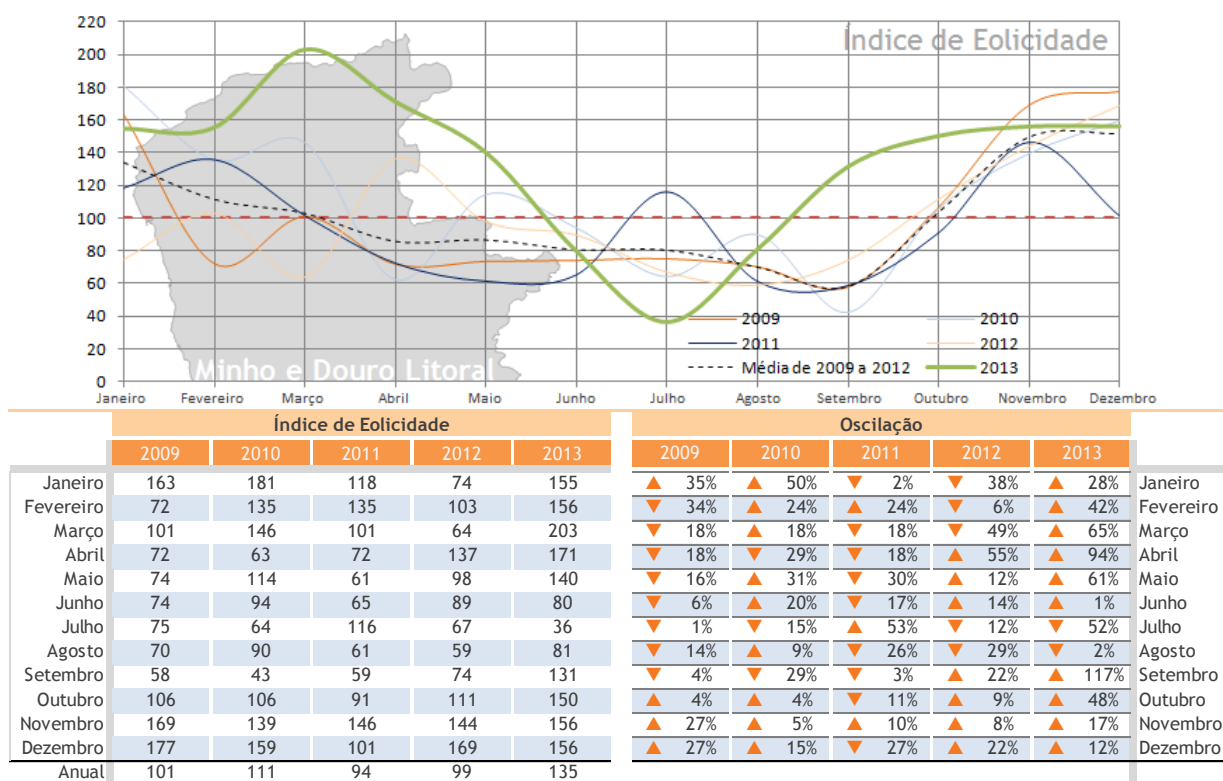 Índice de Eolicidade
220
200
180
160
140
120
100
80
60
40
20
0
Minho e Douro Litoral
2009 2010
2011 2012
Média de 2009 a 2012 2013
Janeiro Fevereiro Março Abril Maio Junho Julho Agosto Setembro Outubro Novembro Dezembro
Índice de Eolicidade Oscilação
2009 2010 2011 2012 2013 2009 2010 2011 2012 2013
Janeiro 163 181 118 74 155 ▲ 35% ▲ 50% ▼ 2% ▼ 38% ▲ 28% Janeiro
Fevereiro 72 135 135 103 156 ▼ 34% ▲ 24% ▲ 24% ▼ 6% ▲ 42% Fevereiro
Março 101 146 101 64 203 ▼ 18% ▲ 18% ▼ 18% ▼ 49% ▲ 65% Março
Abril 72 63 72 137 171 ▼ 18% ▼ 29% ▼ 18% ▲ 55% ▲ 94% Abril
Maio 74 114 61 98 140 ▼ 16% ▲ 31% ▼ 30% ▲ 12% ▲ 61% Maio
Junho 74 94 65 89 80 ▼ 6% ▲ 20% ▼ 17% ▲ 14% ▲ 1% Junho
Julho 75 64 116 67 36 ▼ 1% ▼ 15% ▲ 53% ▼ 12% ▼ 52% Julho
Agosto 70 90 61 59 81 ▼ 14% ▲ 9% ▼ 26% ▼ 29% ▼ 2% Agosto
Setembro 58 43 59 74 131 ▼ 4% ▼ 29% ▼ 3% ▲ 22% ▲ 117% Setembro
Outubro 106 106 91 111 150 ▲ 4% ▲ 4% ▼ 11% ▲ 9% ▲ 48% Outubro
Novembro 169 139 146 144 156 ▲ 27% ▲ 5% ▲ 10% ▲ 8% ▲ 17% Novembro
Dezembro 177 159 101 169 156 ▲ 27% ▲ 15% ▼ 27% ▲ 22% ▲ 12% Dezembro
Anual 101 111 94 99 135